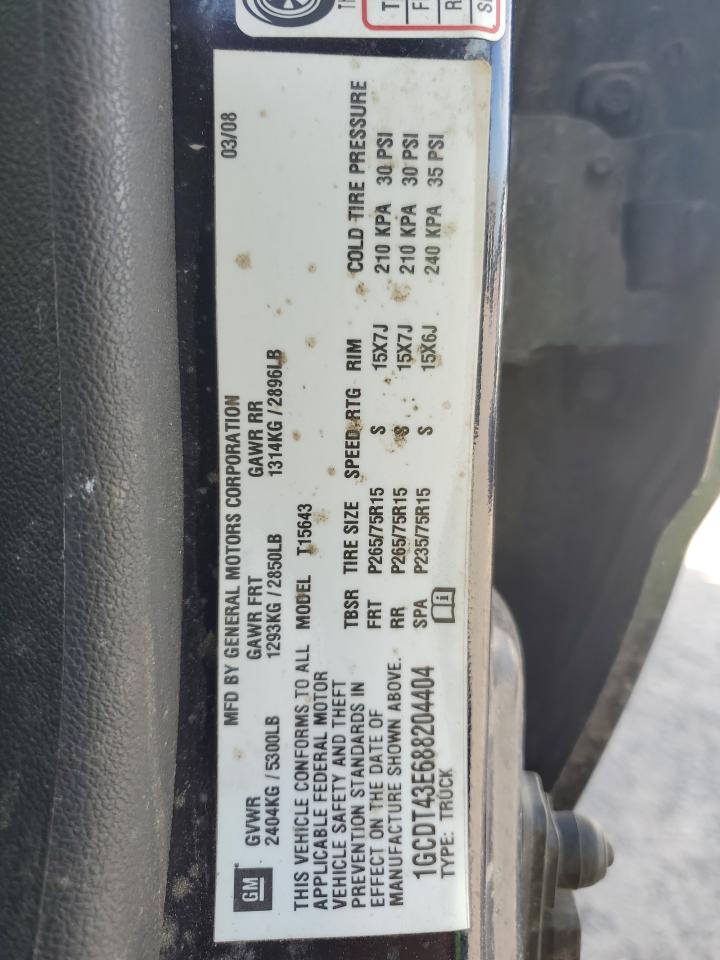 MFD BY GENERAL MOTORS CORPORATION 03/08
GM GVWR GAWR FRT GAWR RR
2404KG/5300LB 1293KG/2850LB 1314KG/2896LB
THIS VEHICLE CONFORMS TO ALL
APPLICABLE FEDERAL MOTOR
VEHICLE SAFETY AND THEFT
PREVENTION STANDARDS IN
EFFECT ON THE DATE OF
MANUFACTURE SHOWN ABOVE.
MODEL T15643
TBSR TIRE SIZE SPEED RTG RIM COLD TIRE PRESSURE
FRT P265/75R15 S 15X7J 210 KPA 30 PSI
RR P265/75R15 S 15X7J 210 KPA 30 PSI
SPA P235/75R15 S 15X6J 240 KPA 35 PSI
1GCDT43E688204404
TYPE: TRUCK